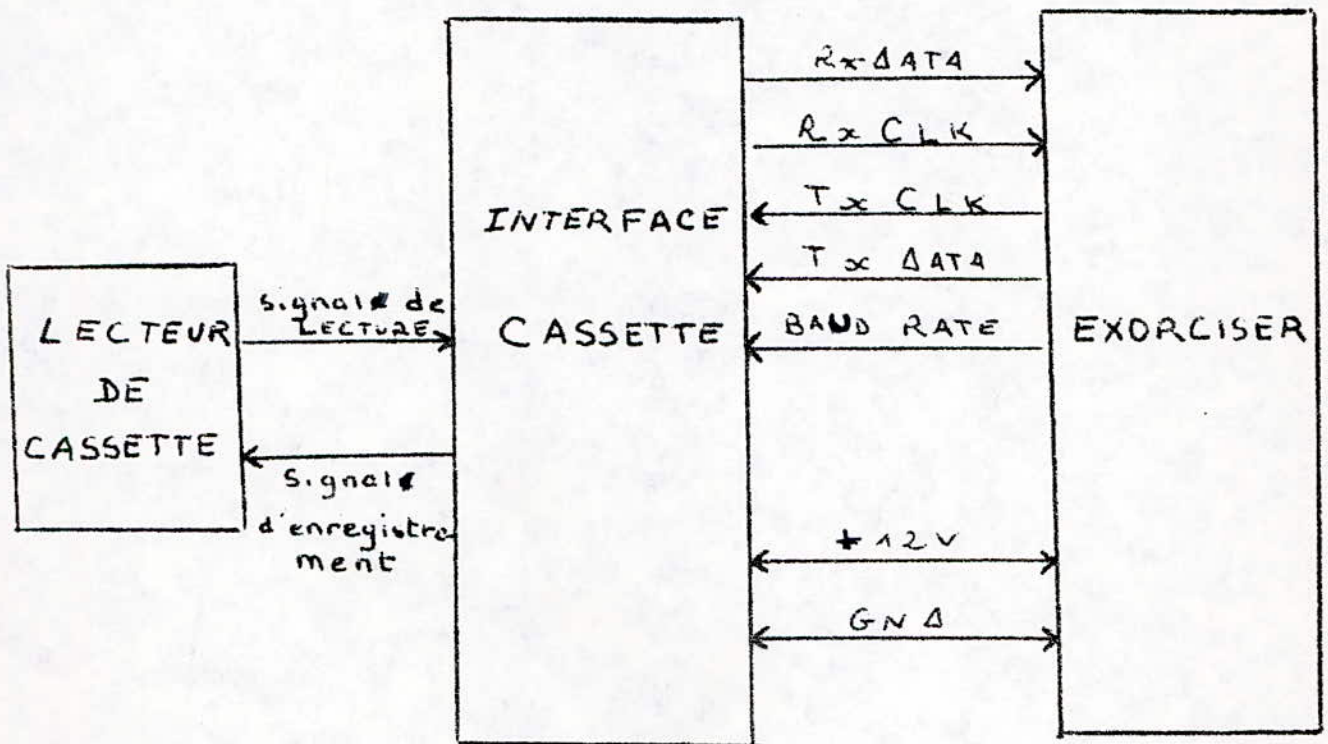 LECTEUR
DE
CASSETTE
Signal de
LECTURE
Signal
d'enregistre
ment
INTERFACE
CASSETTE
Rx DATA
Rx CLK
Tx CLK
Tx DATA
BAUD RATE
+12V
GND
EXORCISER